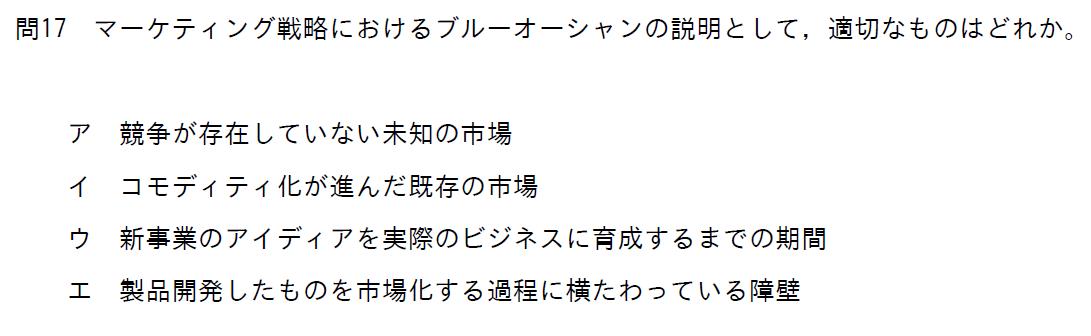 問17　マーケティング戦略におけるブルーオーシャンの説明として，適切なものはどれか。
ア　競争が存在していない未知の市場
イ　コモディティ化が進んだ既存の市場
ウ　新事業のアイディアを実際のビジネスに育成するまでの期間
エ　製品開発したものを市場化する過程に横たわっている障壁